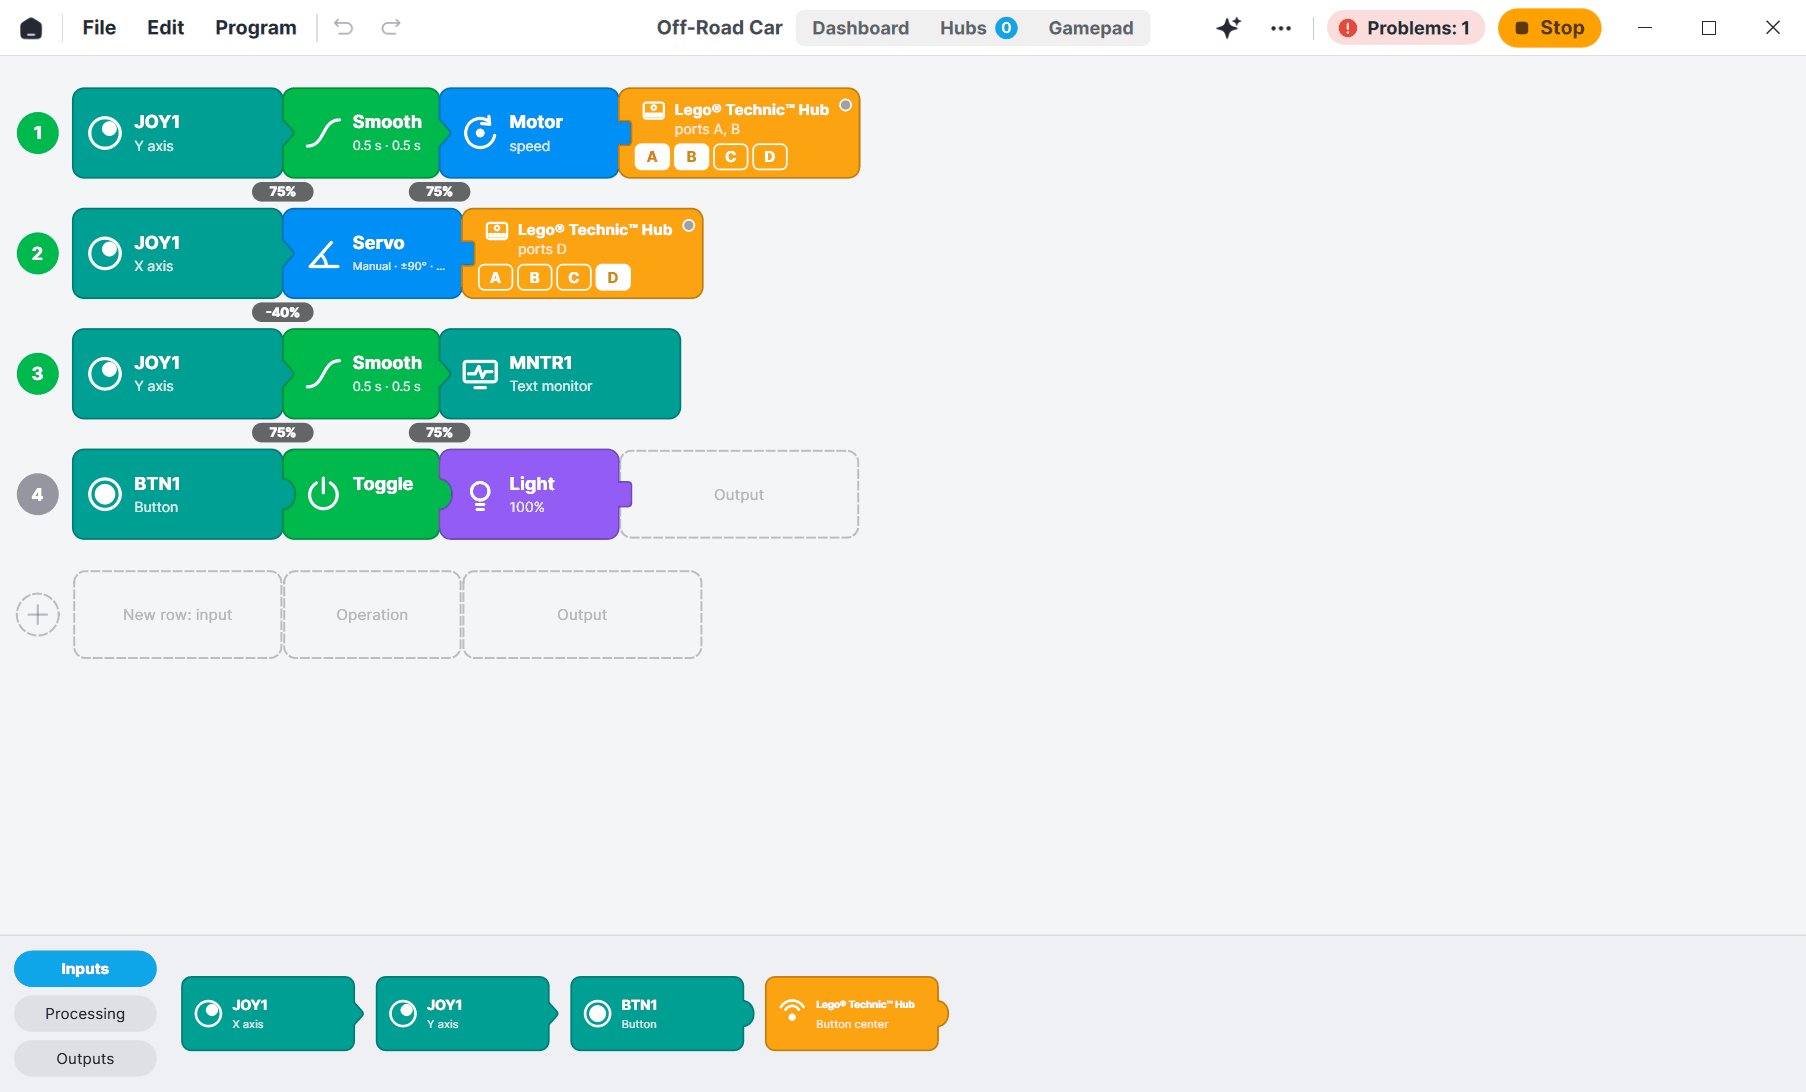 File Edit Program Off-Road Car Dashboard Hubs 0 Gamepad Problems: 1 Stop
1
JOY1
Y axis
Smooth
0.5 s · 0.5 s
Motor
speed
Lego® Technic™ Hub
ports A, B
A B C D
75% 75%
2
JOY1
X axis
Servo
Manual · ±90° · ...
Lego® Technic™ Hub
ports D
A B C D
-40%
3
JOY1
Y axis
Smooth
0.5 s · 0.5 s
MNTR1
Text monitor
75% 75%
4
BTN1
Button
Toggle
Light
100%
Output
New row: input Operation Output
Inputs
Processing
Outputs
JOY1
X axis
JOY1
Y axis
BTN1
Button
Lego® Technic™ Hub
Button center